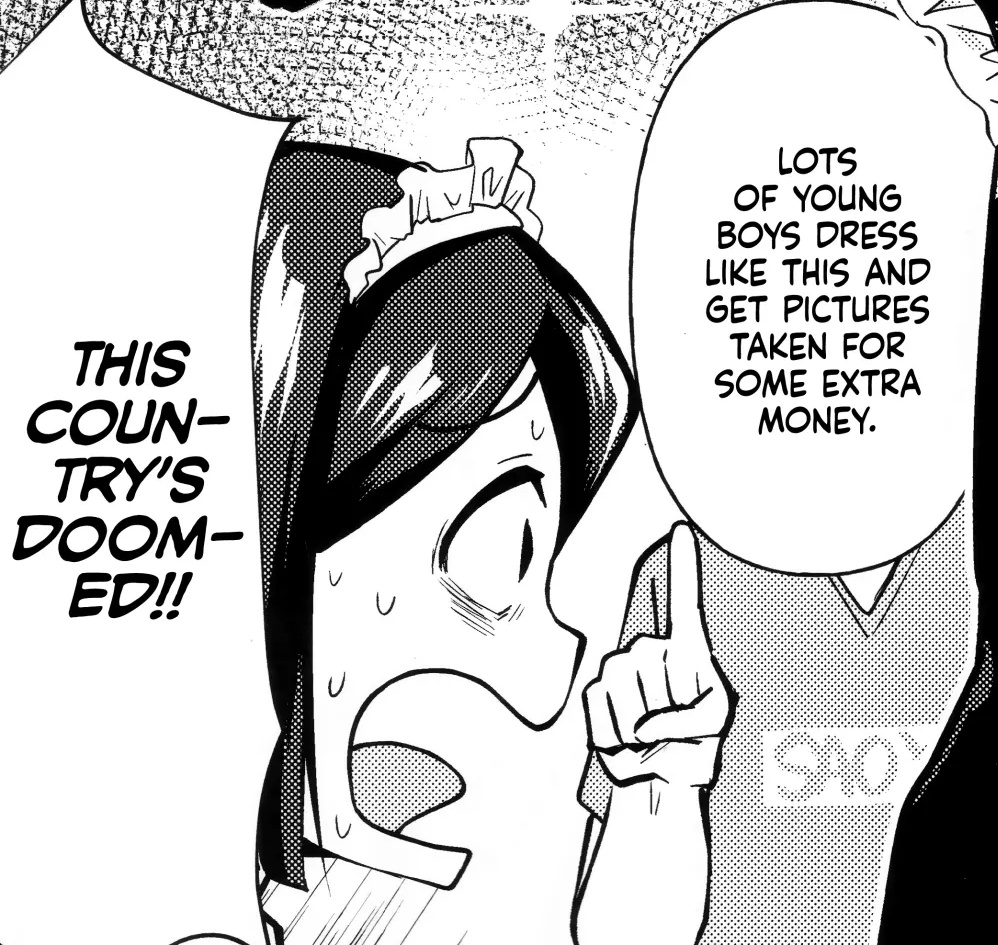 LOTS
OF YOUNG
BOYS DRESS
LIKE THIS AND
GET PICTURES
TAKEN FOR
SOME EXTRA
MONEY.
THIS
COUN-
TRY'S
DOOM-
ED!!